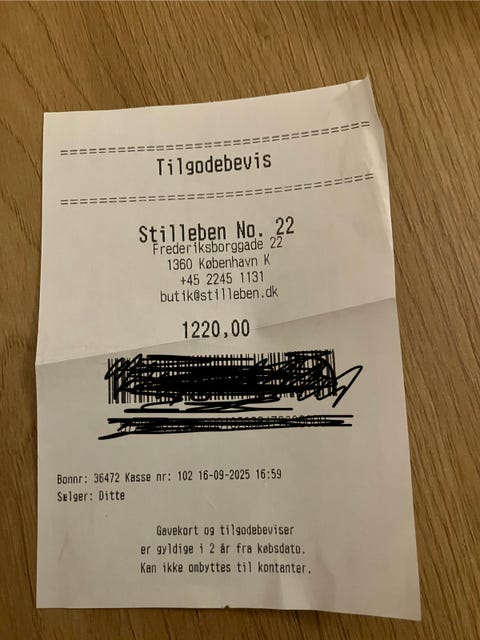 ====================================
Tilgodebevis
====================================
Stilleben No. 22
Frederiksborggade 22
1360 København K
+45 2245 1131
butik@stilleben.dk
1220,00
Bonnr: 36472 Kasse nr: 102 16-09-2025 16:59
Sælger: Ditte
Gavekort og tilgodebeviser
er gyldige i 2 år fra købsdato.
Kan ikke ombyttes til kontanter.